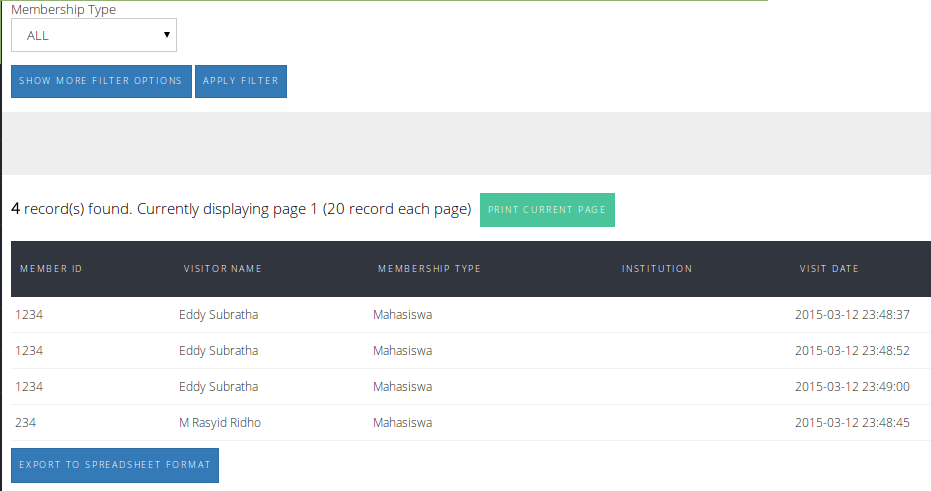 Membership Type
ALL
SHOW MORE FILTER OPTIONS APPLY FILTER
4 record(s) found. Currently displaying page 1 (20 record each page) PRINT CURRENT PAGE
MEMBER ID VISITOR NAME MEMBERSHIP TYPE INSTITUTION VISIT DATE
1234 Eddy Subratha Mahasiswa 2015-03-12 23:48:37
1234 Eddy Subratha Mahasiswa 2015-03-12 23:48:52
1234 Eddy Subratha Mahasiswa 2015-03-12 23:49:00
234 M Rasyid Ridho Mahasiswa 2015-03-12 23:48:45
EXPORT TO SPREADSHEET FORMAT